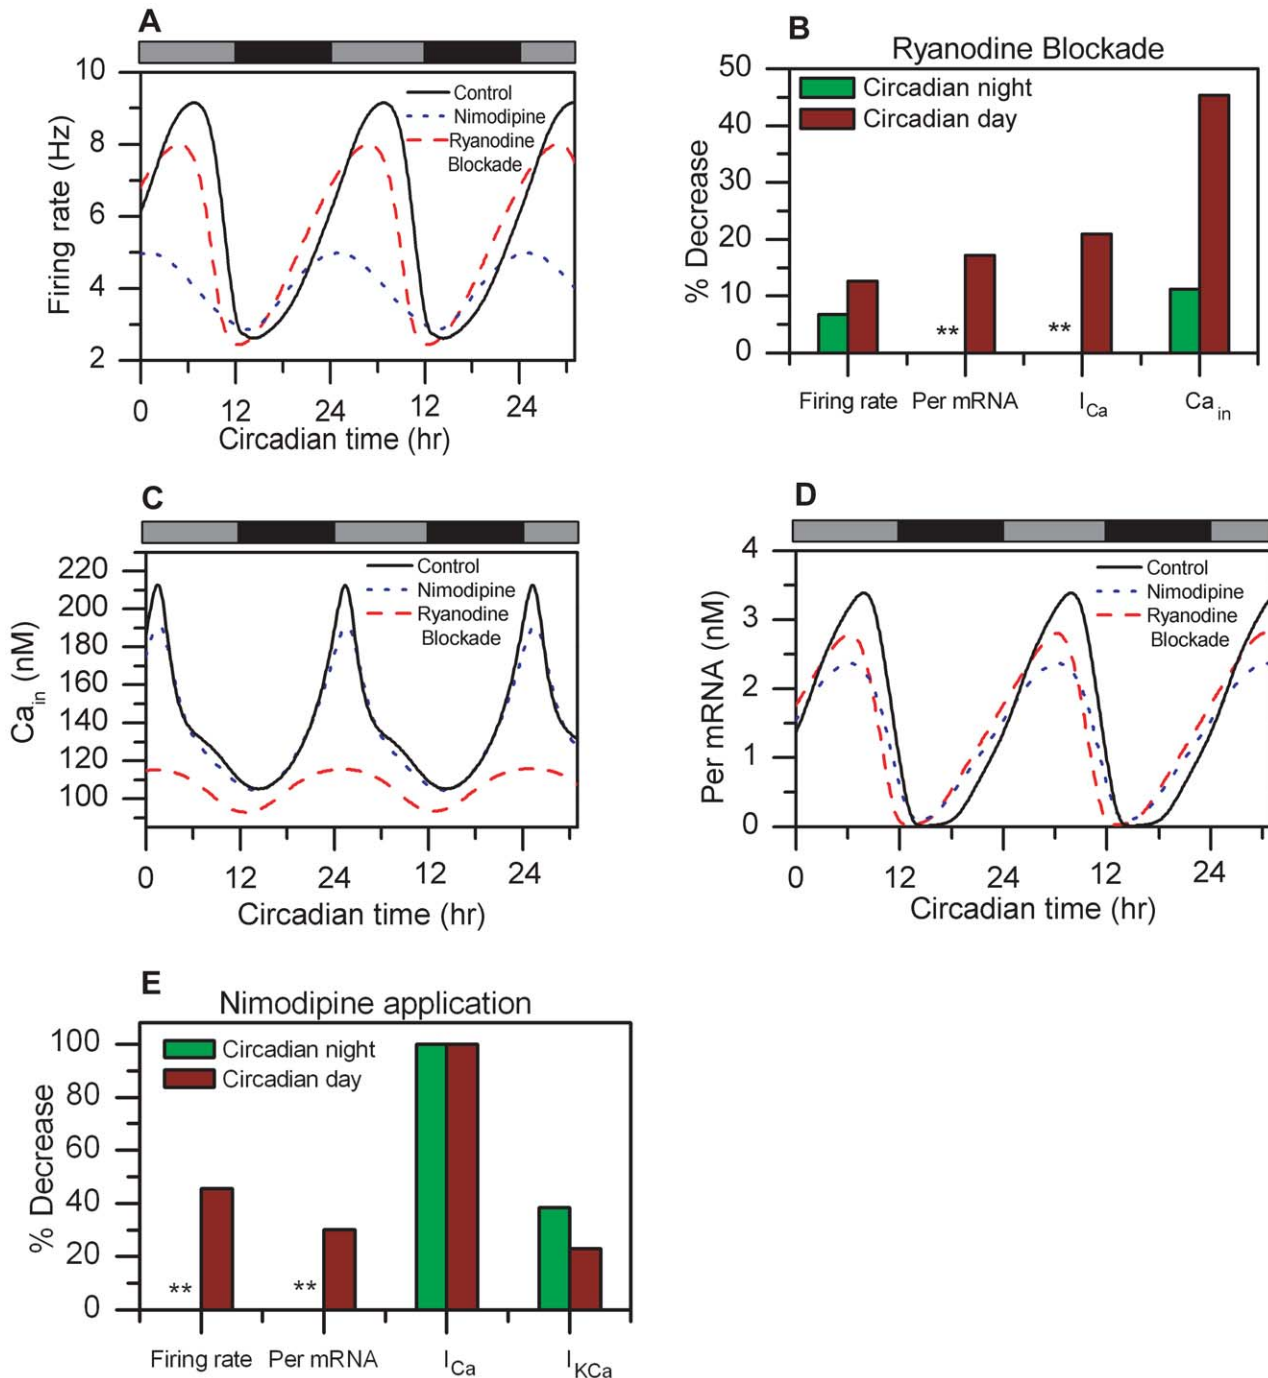 A
10
8
6
4
2
Firing rate (Hz)
Control
Nimodipine
Ryanodine
Blockade
0 12 24 12 24
Circadian time (hr)
B
Ryanodine Blockade
50
40
30
20
10
0
% Decrease
Circadian night
Circadian day
**
**
Firing rate Per mRNA I Ca Ca in
C
220
200
180
160
140
120
100
Ca in (nM)
Control
Nimodipine
Ryanodine
Blockade
0 12 24 12 24
Circadian time (hr)
D
4
3
2
1
0
Per mRNA (nM)
Control
Nimodipine
Ryanodine
Blockade
0 12 24 12 24
Circadian time (hr)
E
Nimodipine application
100
80
60
40
20
0
% Decrease
Circadian night
Circadian day
**
**
Firing rate Per mRNA I Ca I KCa